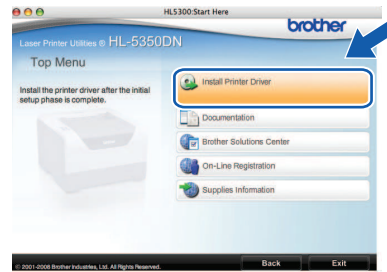 HL5300:Start Here
brother
Laser Printer Utilities ® HL-5350DN
Top Menu
Install the printer driver after the initial
setup phase is complete.
Install Printer Driver
Documentation
Brother Solutions Center
On-Line Registration
Supplies Information
© 2001-2008 Brother Industries, Ltd. All Rights Reserved.
Back
Exit